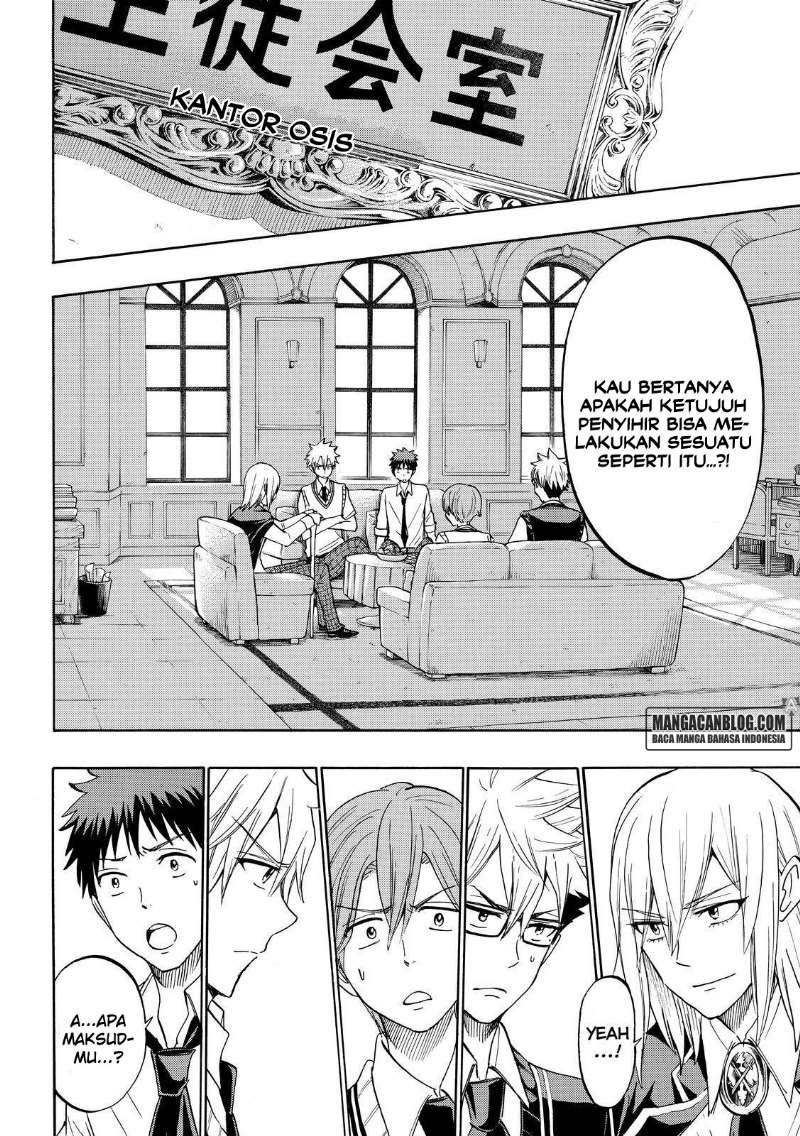 生徒会室
KANTOR OSIS
KAU BERTANYA
APAKAH KETUJUH
PENYIHIR BISA ME-
LAKUKAN SESUATU
SEPERTI ITU...?!
MANGACANBLOG.COM
BACA MANGA BAHASA INDONESIA
A...APA
MAKSUD-
MU...?
YEAH
...!